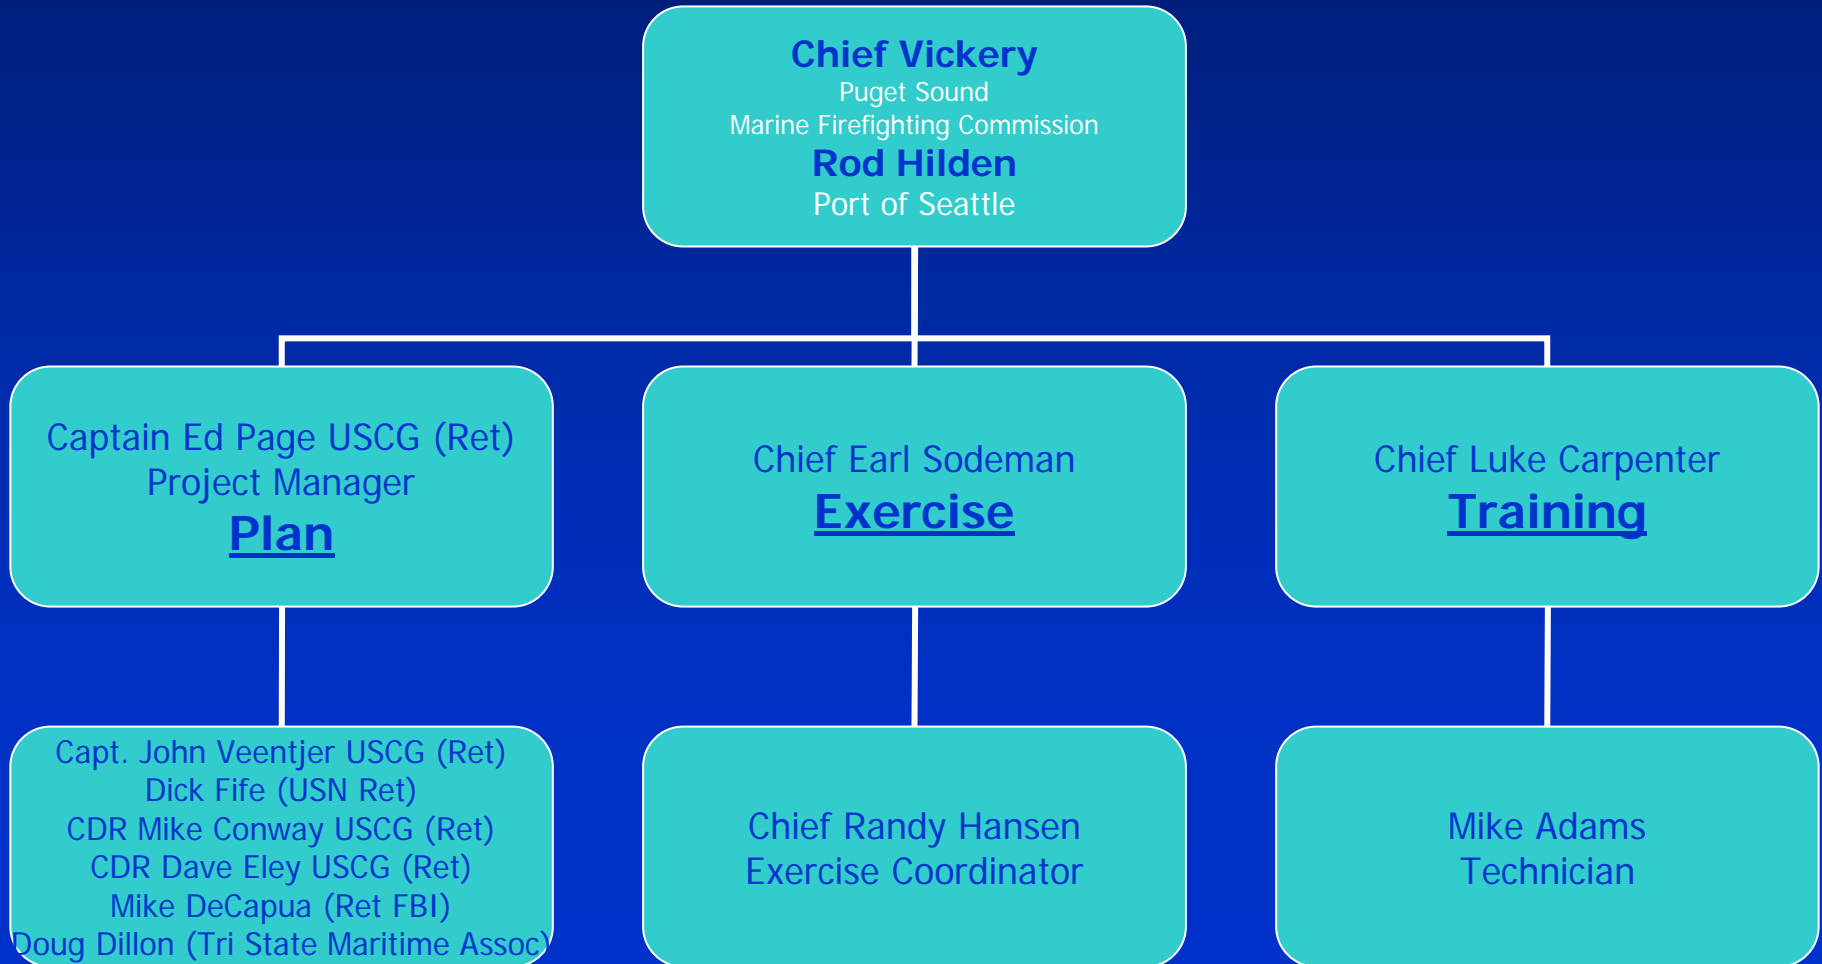 Chief Vickery
Puget Sound
Marine Firefighting Commission
Rod Hilden
Port of Seattle
Captain Ed Page USCG (Ret)
Project Manager
Plan
Chief Earl Sodeman
Exercise
Chief Luke Carpenter
Training
Capt. John Veentjer USCG (Ret)
Dick Fife (USN Ret)
CDR Mike Conway USCG (Ret)
CDR Dave Eley USCG (Ret)
Mike DeCapua (Ret FBI)
Doug Dillon (Tri State Maritime Assoc)
Chief Randy Hansen
Exercise Coordinator
Mike Adams
Technician